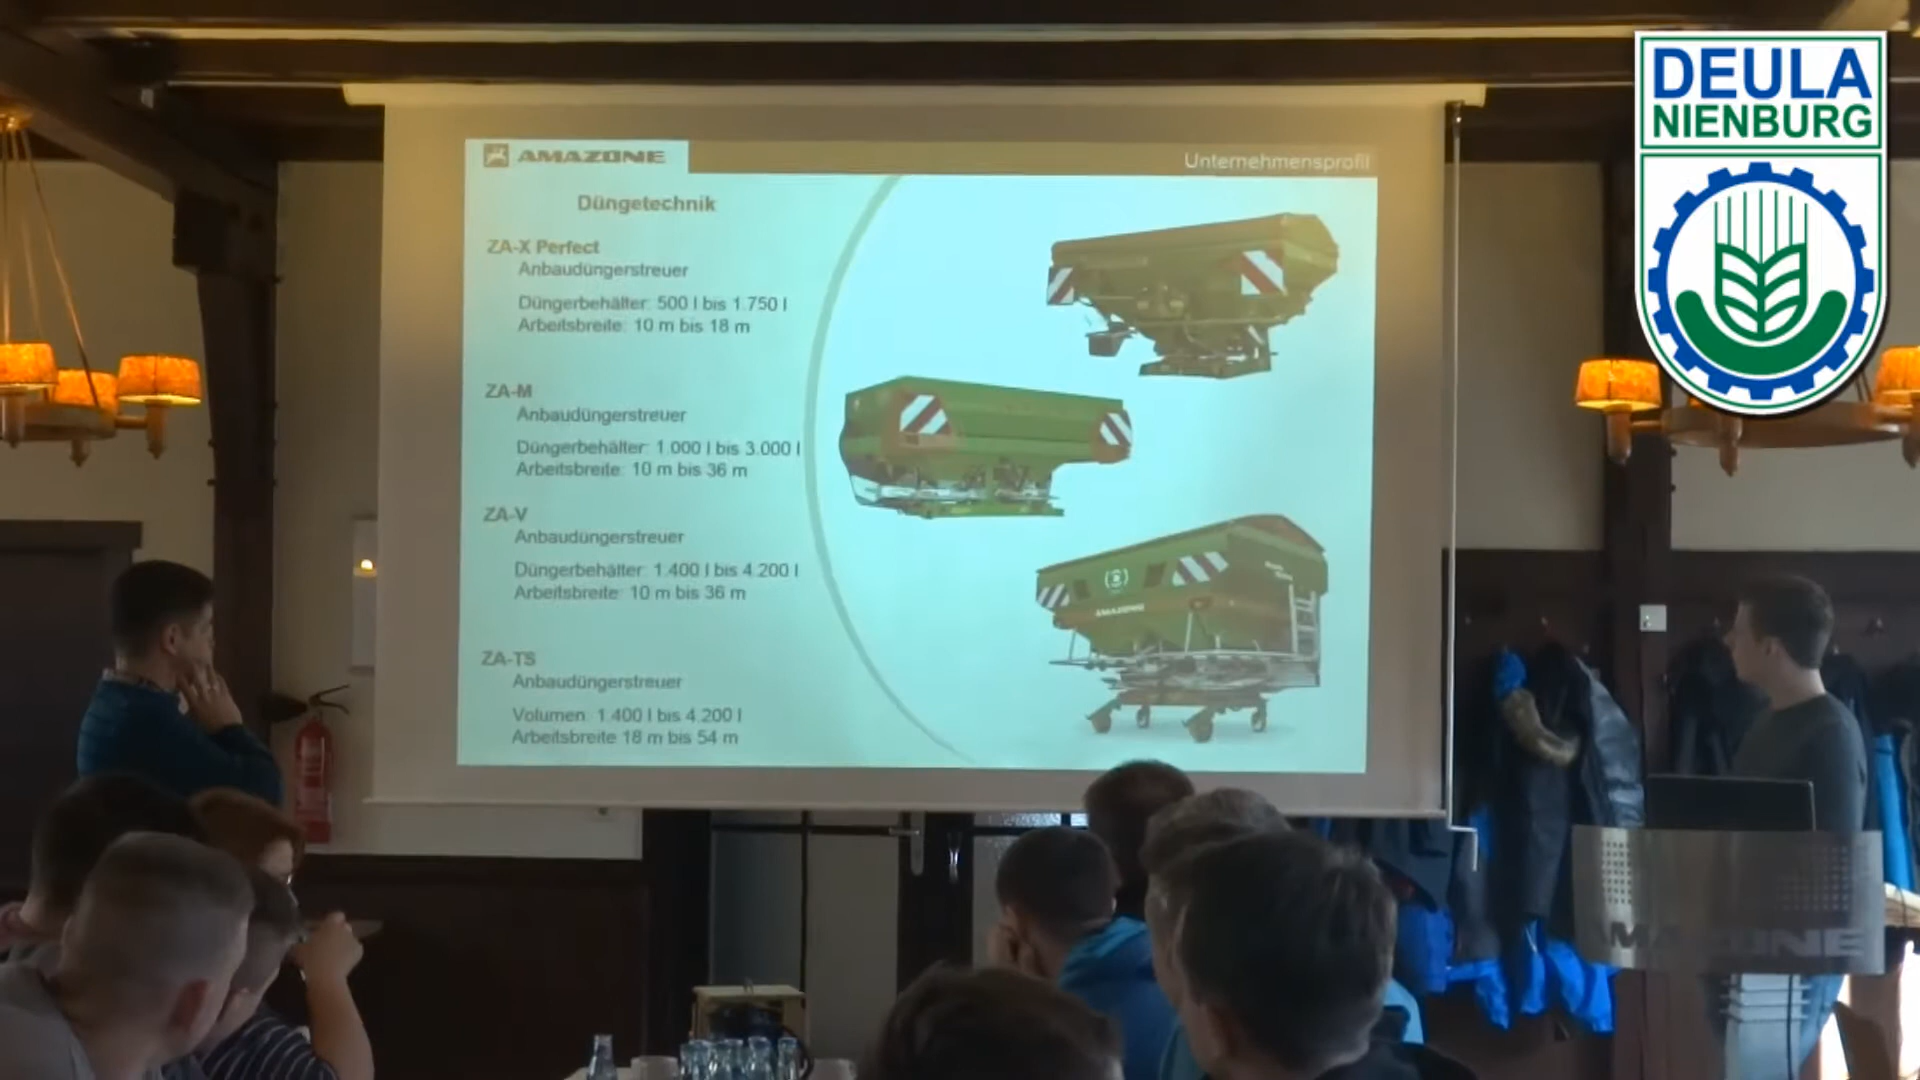 DEULA
NIENBURG
AMAZONE
Unternehmensprofil
Düngetechnik
ZA-X Perfect
Anbaudüngerstreuer
Düngerbehälter: 500 l bis 1.750 l
Arbeitsbreite: 10 m bis 18 m
ZA-M
Anbaudüngerstreuer
Düngerbehälter: 1.000 l bis 3.000 l
Arbeitsbreite: 10 m bis 36 m
ZA-V
Anbaudüngerstreuer
Düngerbehälter: 1.400 l bis 4.200 l
Arbeitsbreite: 10 m bis 36 m
ZA-TS
Anbaudüngerstreuer
Volumen: 1.400 l bis 4.200 l
Arbeitsbreite 18 m bis 54 m
AMAZONE
AMAZONE